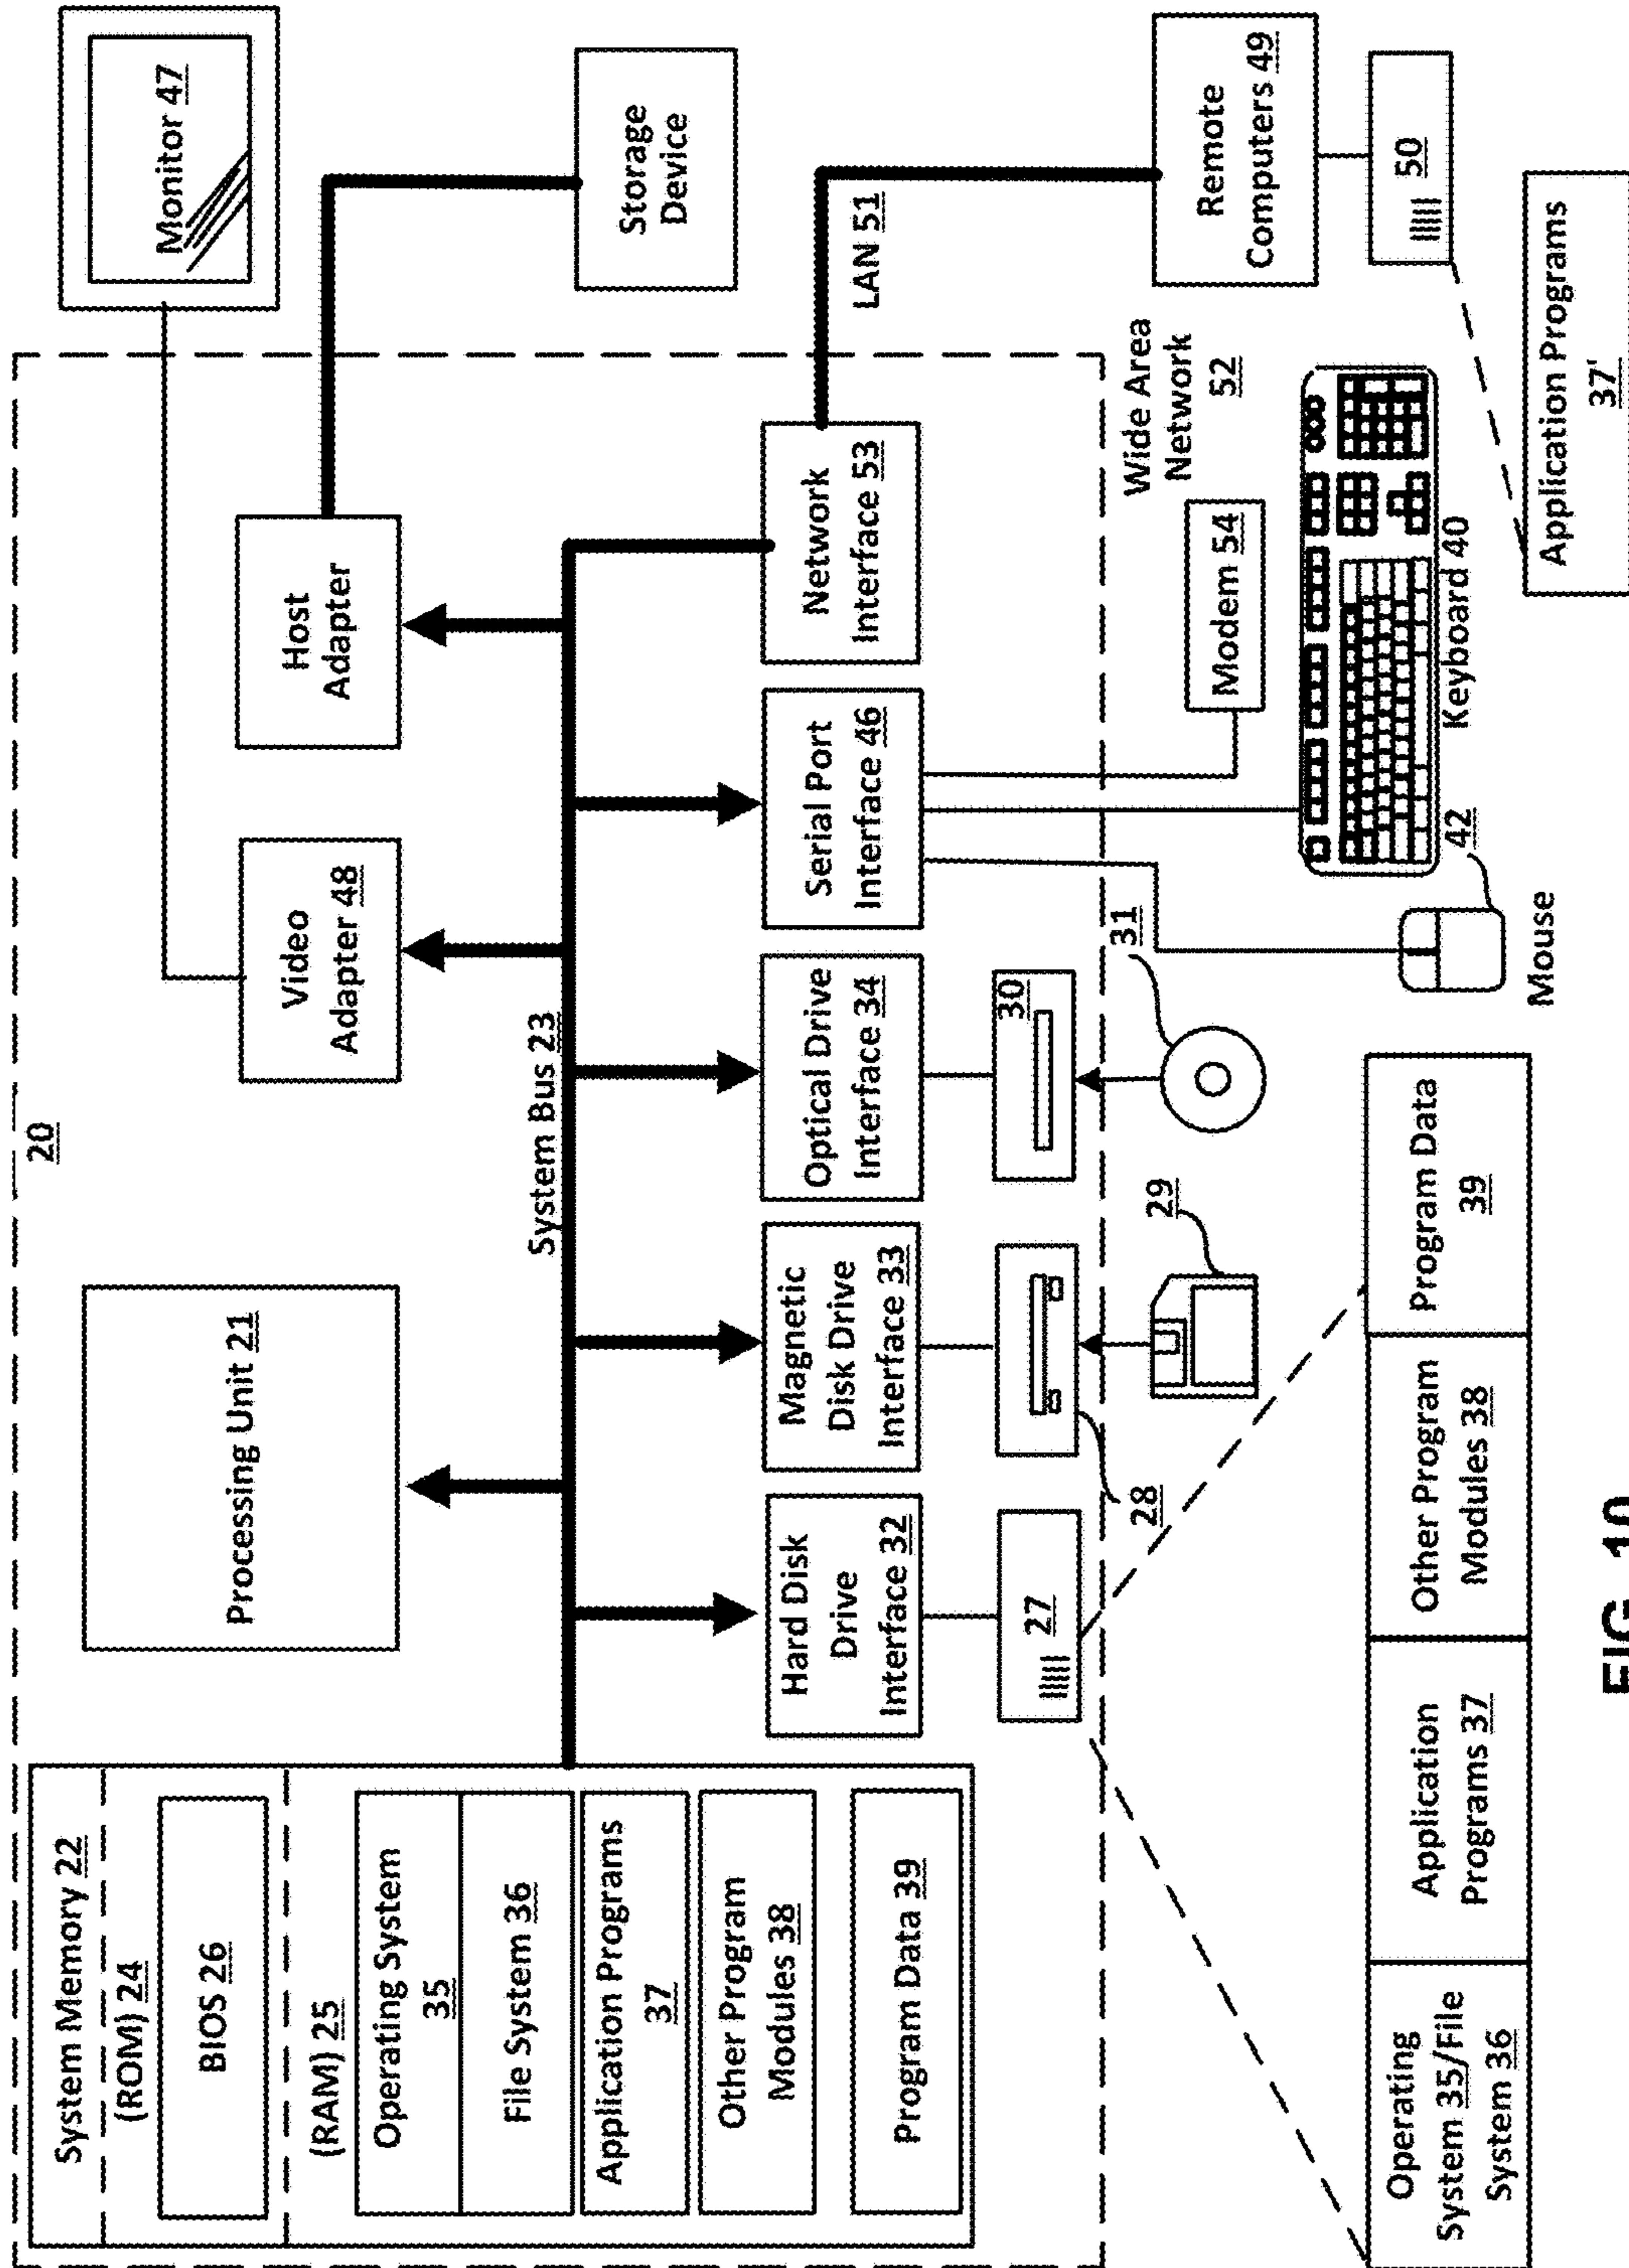 20
System Memory 22
(ROM) 24
BIOS 26
(RAM) 25
Operating System
35
File System 36
Application Programs
37
Other Program
Modules 38
Program Data 39
Processing Unit 21
Video
Adapter 48
Host
Adapter
Monitor 47
Storage
Device
System Bus 23
Hard Disk
Drive
Interface 32
Magnetic
Disk Drive
Interface 33
Optical Drive
Interface 34
Serial Port
Interface 46
Network
Interface 53
LAN 51
27
28
29
30
31
Wide Area
Network
52
Modem 54
Remote
Computers 49
50
Keyboard 40
42
Mouse
Application Programs
37'
Operating
System 35/File
System 36
Application
Programs 37
Other Program
Modules 38
Program Data
39
FIG. 10